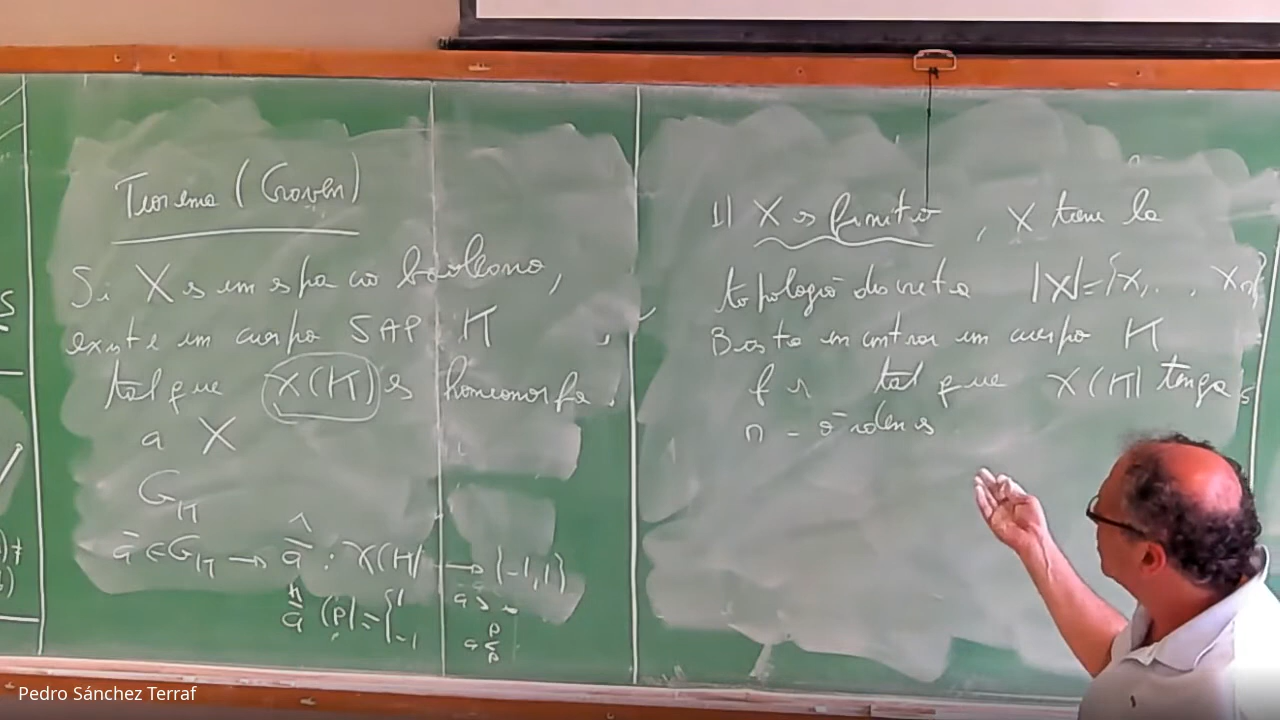 Teorema (Craven)
Si X es un espacio booleano,
existe un cuerpo SAP K,
tal que X(K) es homeomorfo
a X
G_K
a̅ ∈ G_K → a̅^ : X(K) → {-1,1}
a̅^ (P) = { 1
-1
1) X es finito, X tiene la
topología discreta |X|={x₁, ..., xₙ}
Basta encontrar un cuerpo K
tal que X(K) tenga
n-órdenes
Pedro Sánchez Terraf